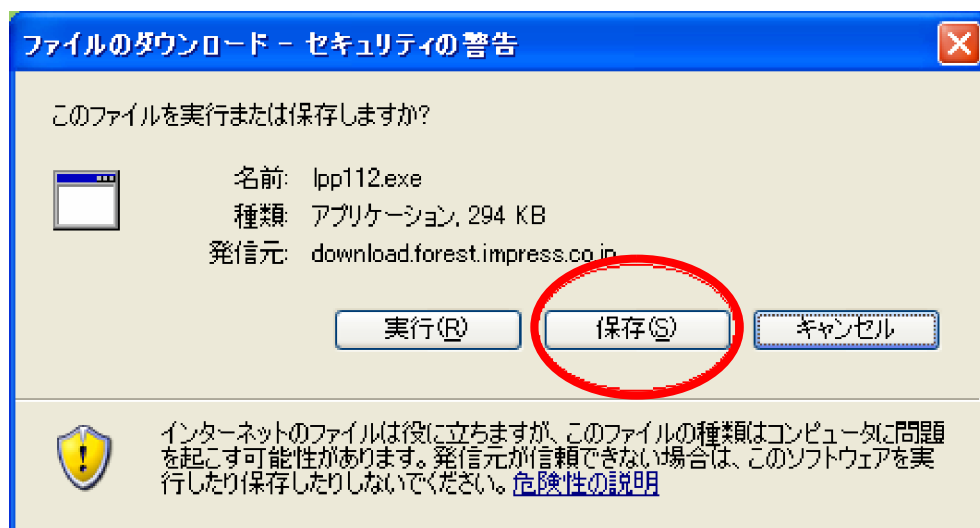 ファイルのダウンロード - セキュリティの警告
このファイルを実行または保存しますか?
名前: lpp112.exe
種類: アプリケーション, 294 KB
発信元: download.forest.impress.co.jp
実行(R) 保存(S) キャンセル
インターネットのファイルは役に立ちますが、このファイルの種類はコンピュータに問題
を起こす可能性があります。発信元が信頼できない場合は、このソフトウェアを実
行したり保存したりしないでください。危険性の説明